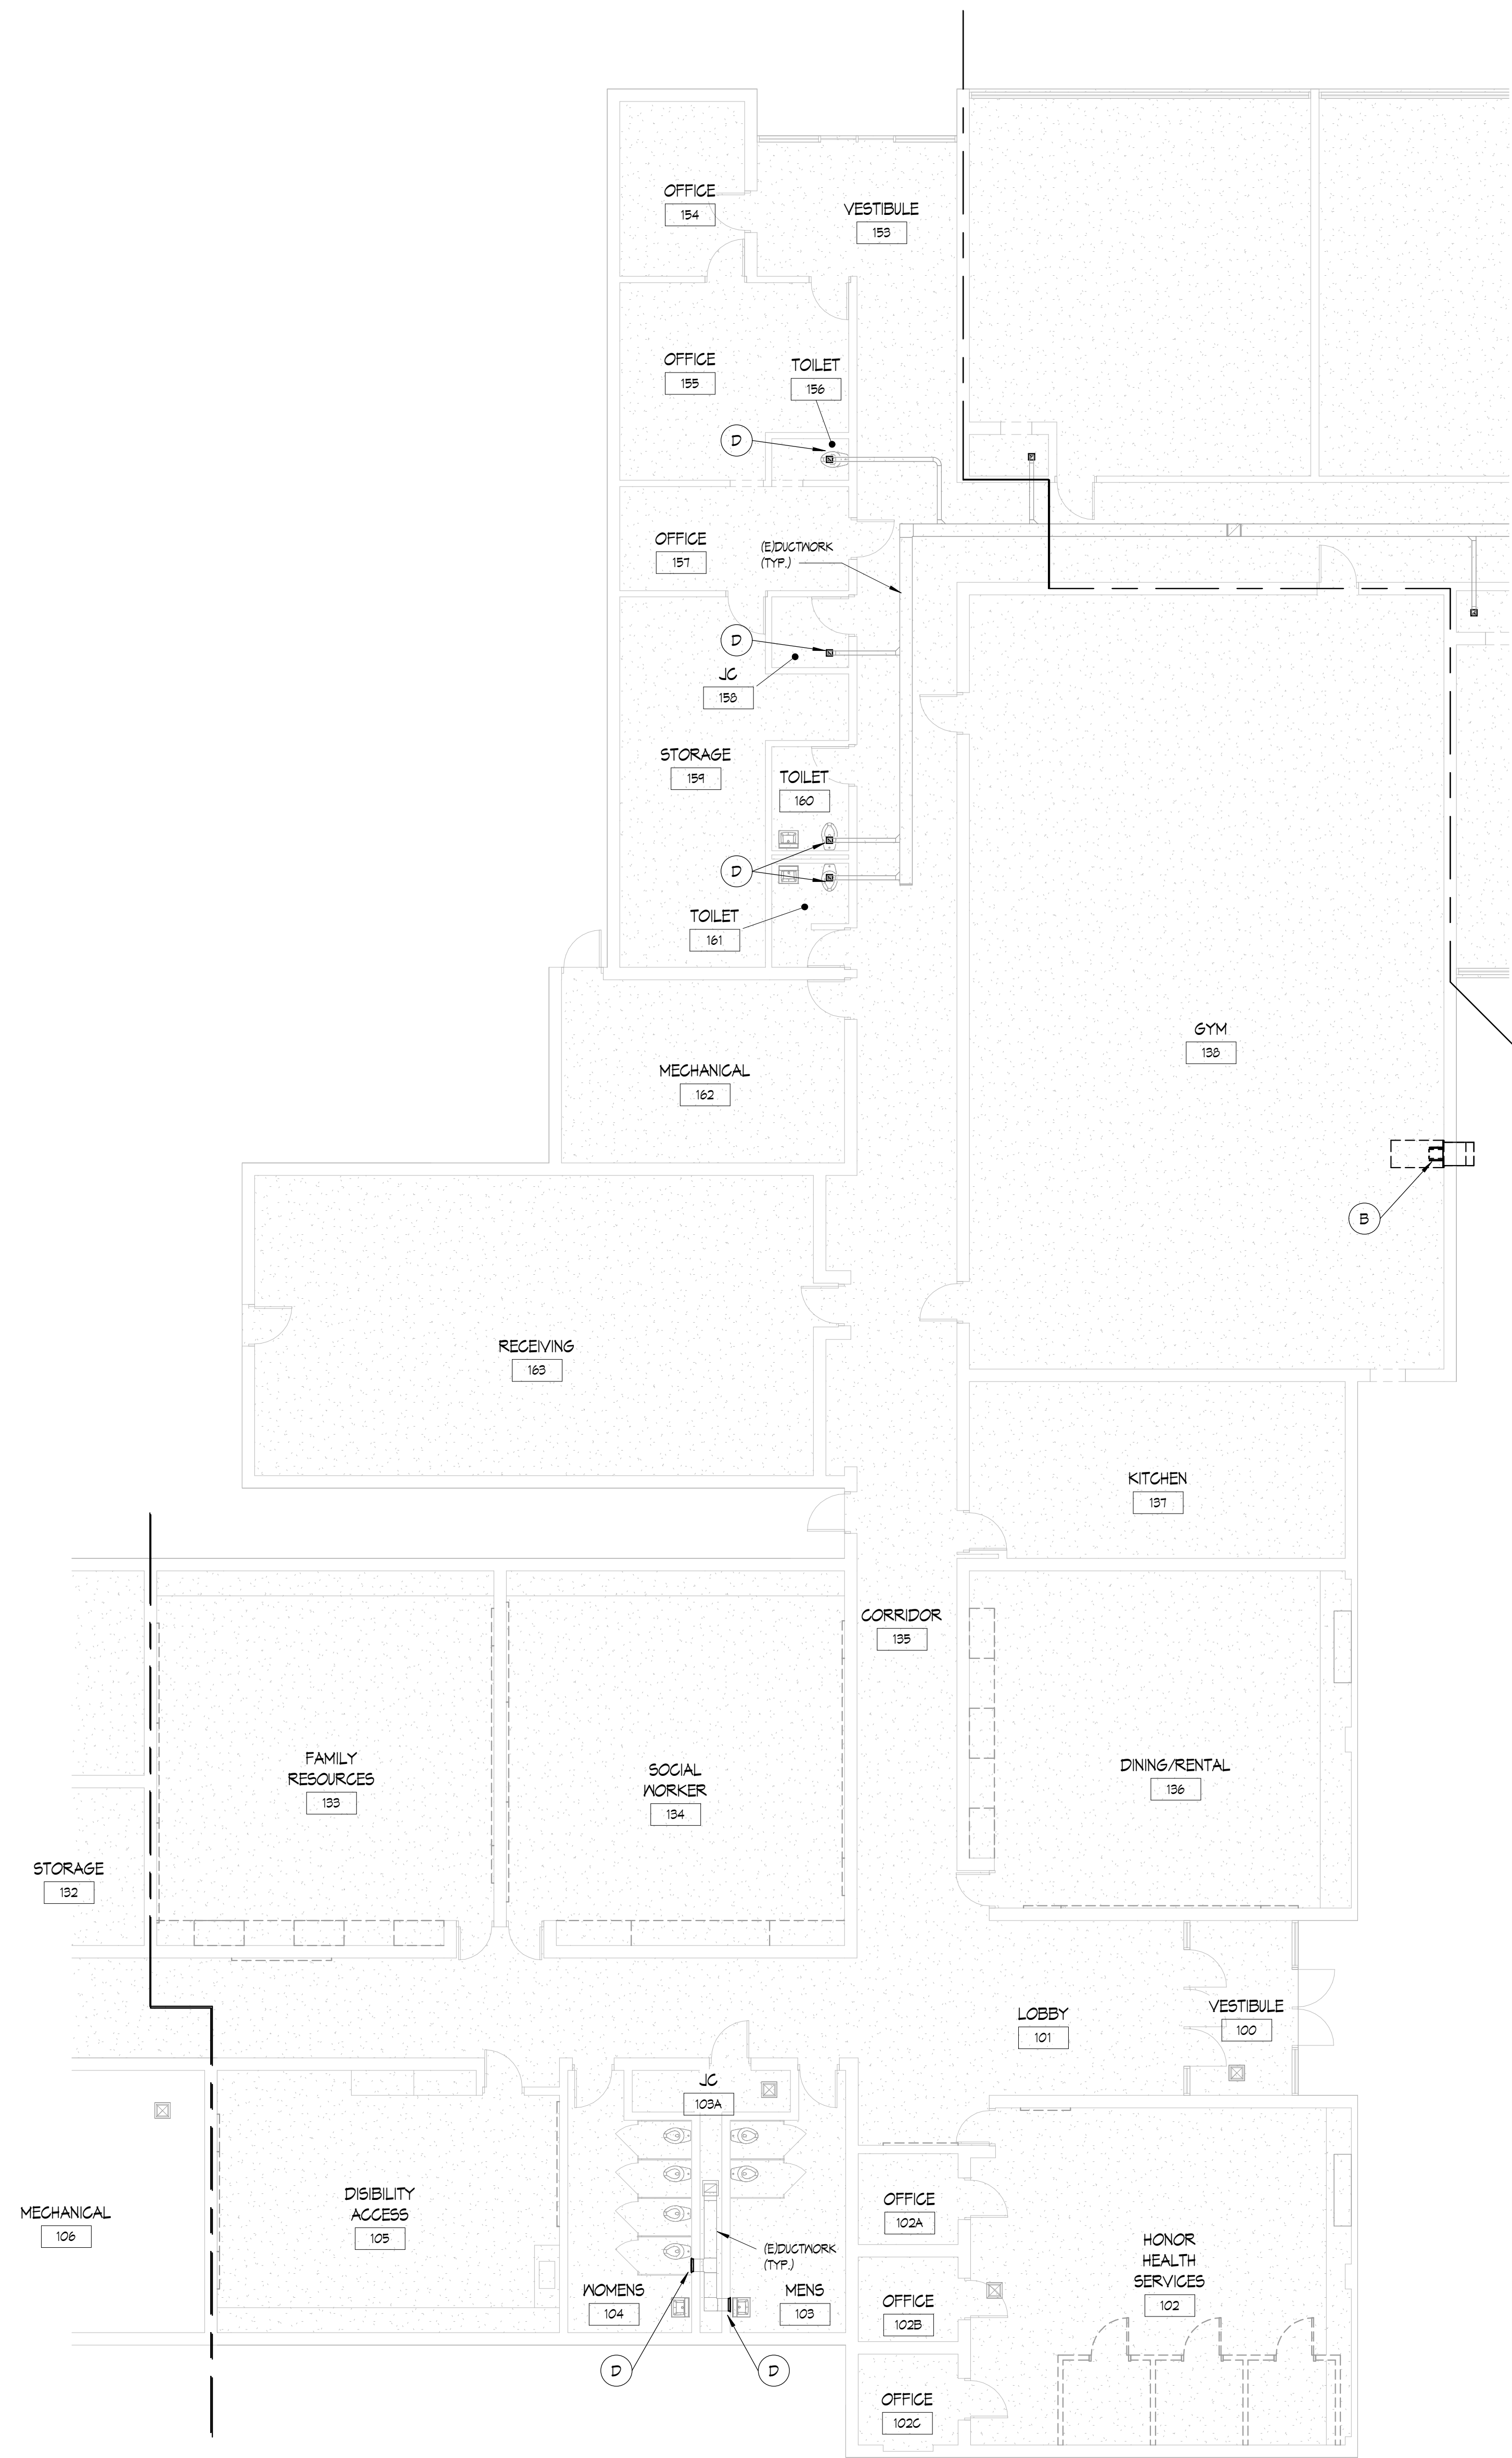 OFFICE
154
VESTIBULE
153
OFFICE
155
TOILET
156
D
OFFICE
157
(E)DUCTWORK
(TYP.)
D
JC
158
STORAGE
159
TOILET
160
D
TOILET
161
GYM
138
MECHANICAL
162
B
RECEIVING
163
KITCHEN
137
CORRIDOR
135
FAMILY
RESOURCES
133
SOCIAL
WORKER
134
DINING/RENTAL
136
STORAGE
132
LOBBY
101
VESTIBULE
100
JC
103A
MECHANICAL
106
DISIBILITY
ACCESS
105
OFFICE
102A
HONOR
HEALTH
SERVICES
102
(E)DUCTWORK
(TYP.)
WOMENS
104
MENS
103
OFFICE
102B
D
D
OFFICE
102C